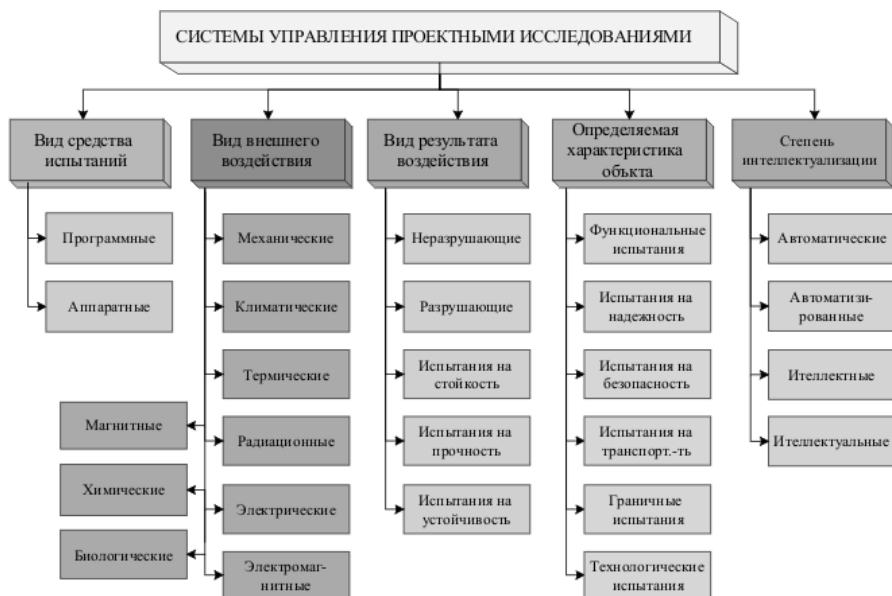 СИСТЕМЫ УПРАВЛЕНИЯ ПРОЕКТНЫМИ ИССЛЕДОВАНИЯМИ
Вид средства
испытаний
Программные
Аппаратные
Вид внешнего
воздействия
Механические
Климатические
Термические
Радиационные
Электрические
Электромаг-
нитные
Магнитные
Химические
Биологические
Вид результата
воздействия
Неразрушающие
Разрушающие
Испытания на
стойкость
Испытания на
прочность
Испытания на
устойчивость
Определяемая
характеристика
объкта
Функциональные
испытания
Испытания на
надежность
Испытания на
безопасность
Испытания на
транспорт.-ть
Граничные
испытания
Технологические
испытания
Степень
интеллектуализации
Автоматические
Автоматизи-
рованные
Ителлектные
Ителлектуальные